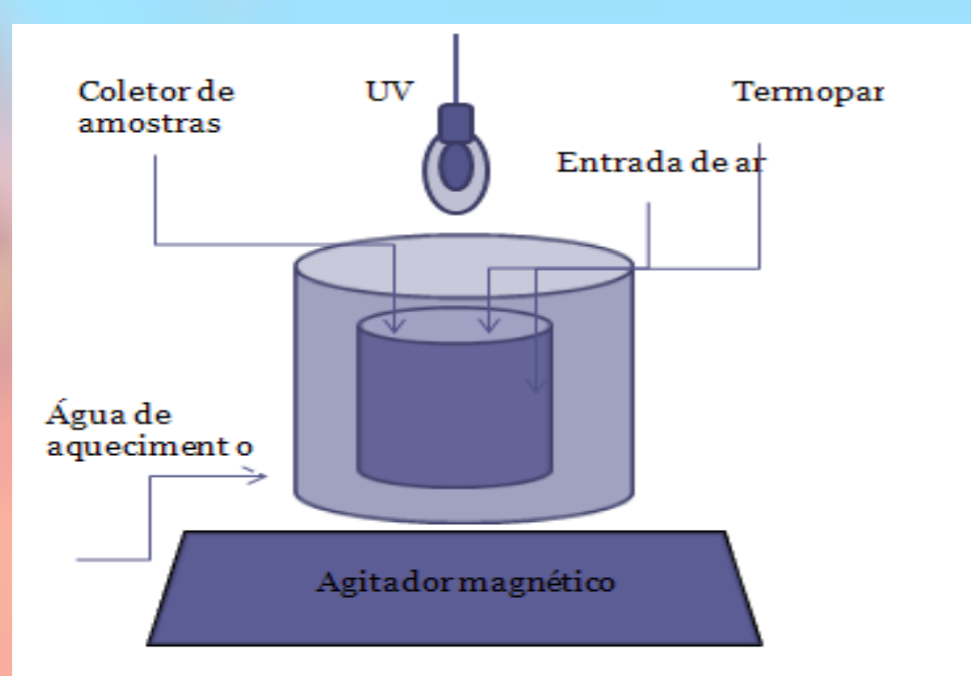 Coletor de
amostras
UV
Termopar
Entrada de ar
Água de
aquecimento
Agitador magnético